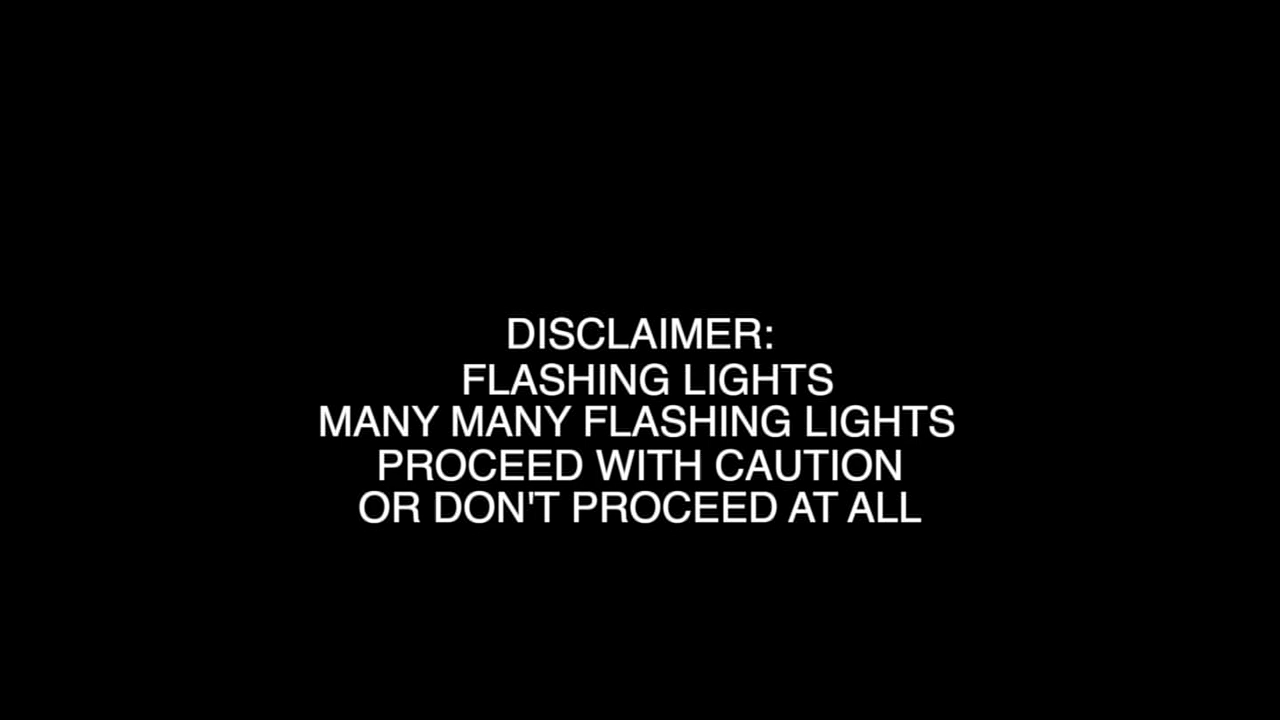 DISCLAIMER:
FLASHING LIGHTS
MANY MANY FLASHING LIGHTS
PROCEED WITH CAUTION
OR DON'T PROCEED AT ALL